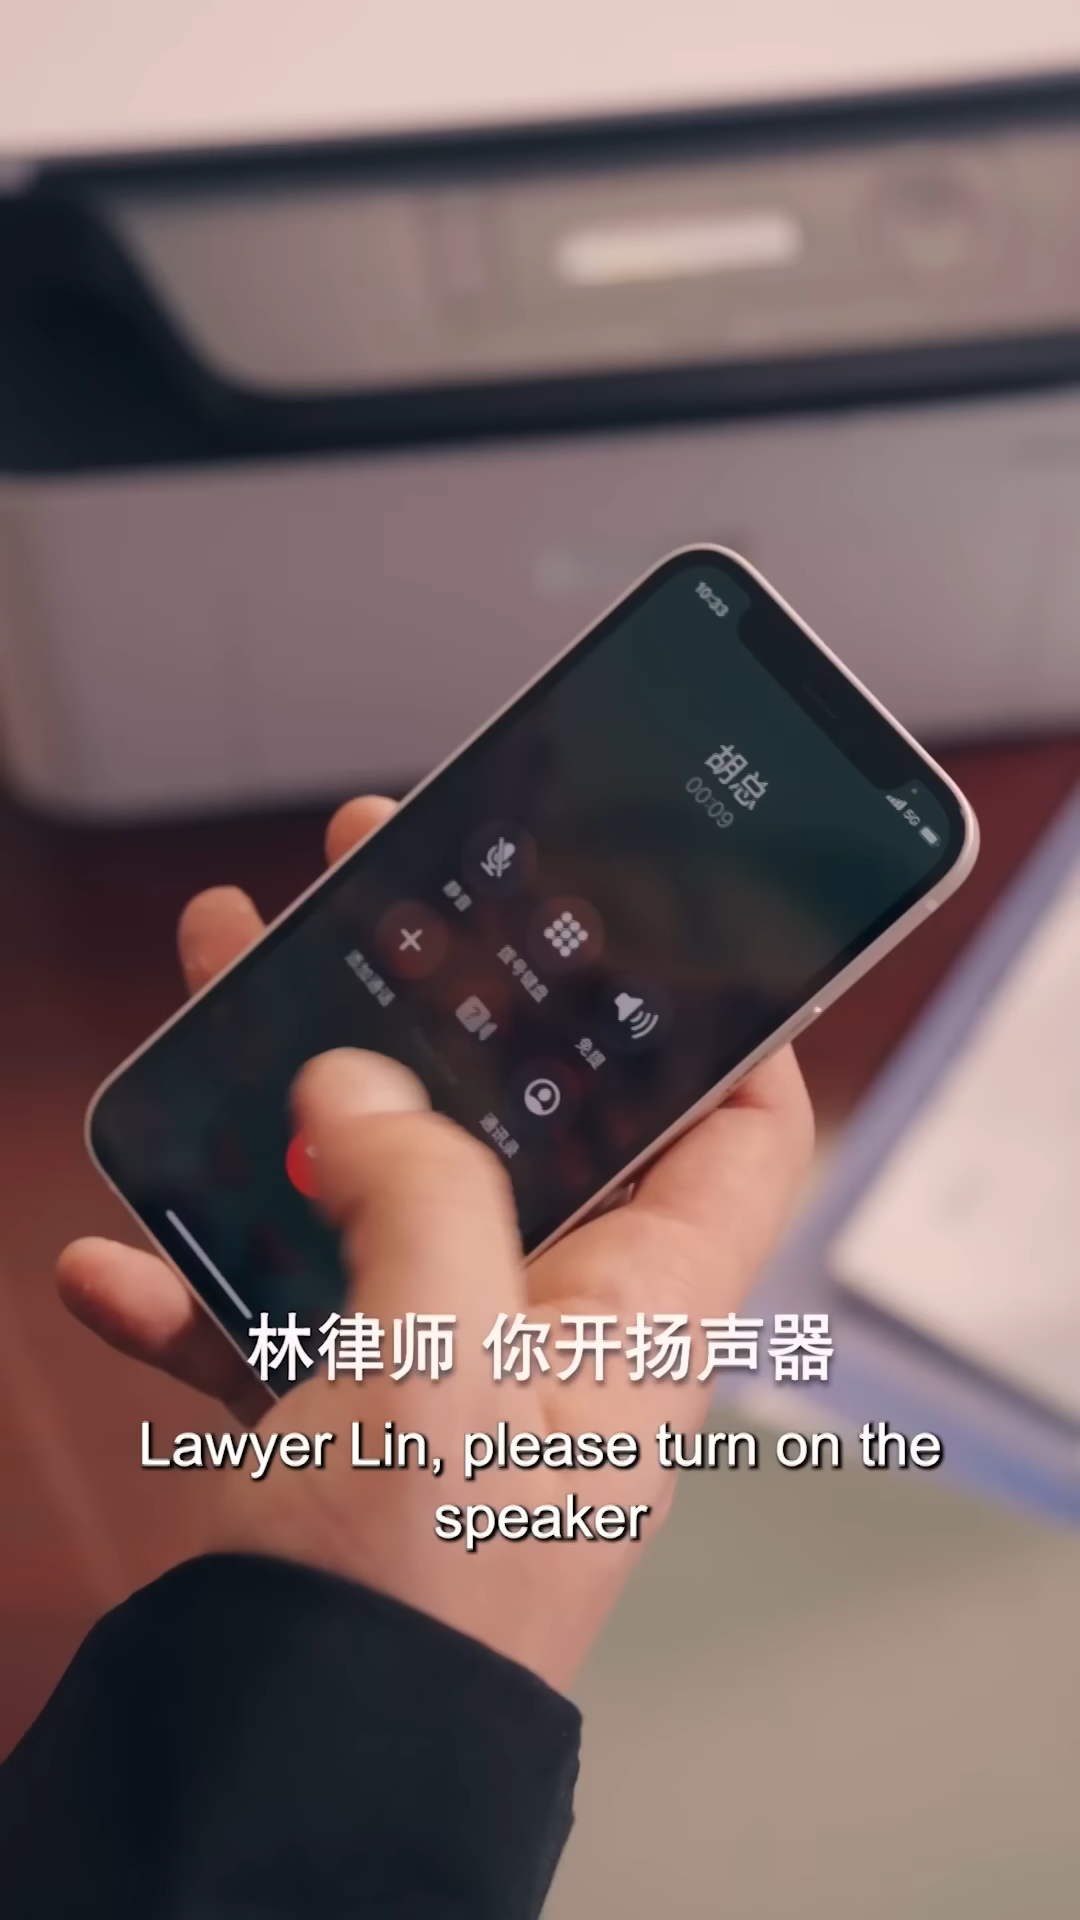 10:33
胡总
00:09
5G
静音
拨号键盘
免提
添加通话
通讯录
林律师 你开扬声器
Lawyer Lin, please turn on the
speaker